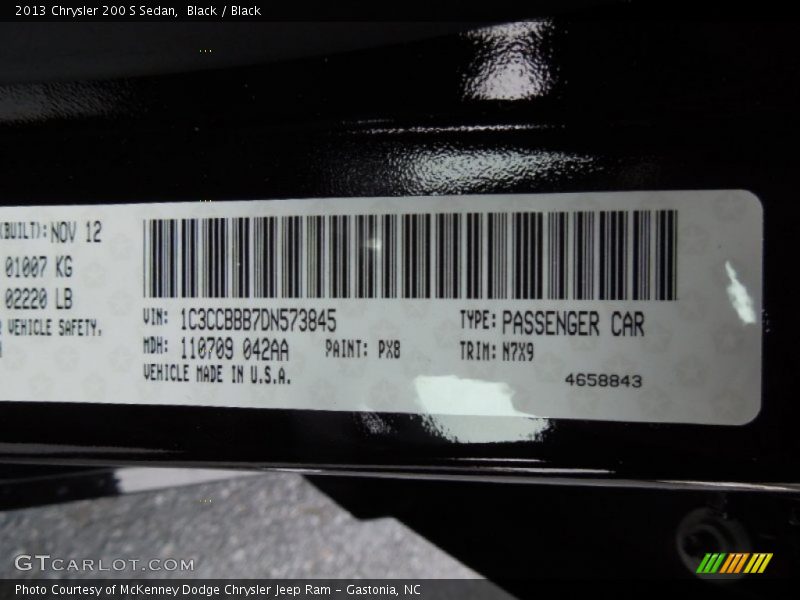 2013 Chrysler 200 S Sedan, Black / Black
(BUILT): NOV 12
01007 KG
02220 LB
VEHICLE SAFETY,
VIN: 1C3CCBBB7DN573845 TYPE: PASSENGER CAR
MDH: 110709 042AA PAINT: PX8 TRIM: N7X9
VEHICLE MADE IN U.S.A.
4658843
GTCARLOT.COM
Photo Courtesy of McKenney Dodge Chrysler Jeep Ram - Gastonia, NC